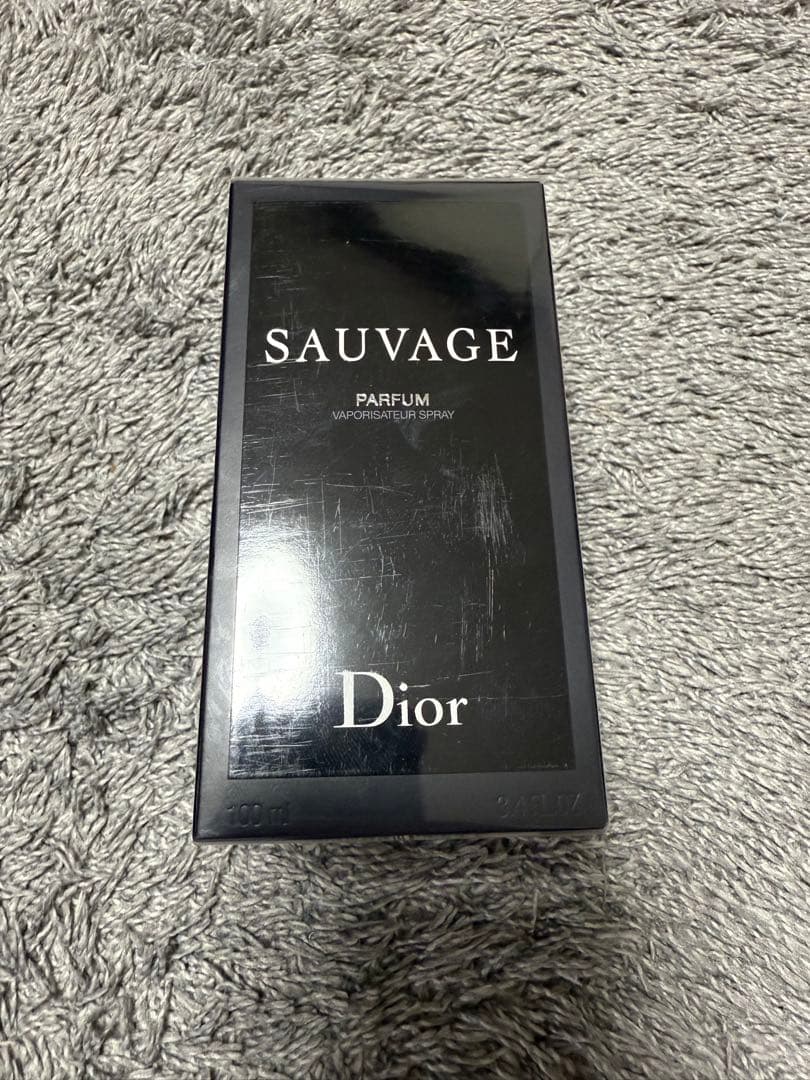 SAUVAGE
PARFUM
VAPORISATEUR SPRAY
Dior
100 ml 3.4 FL.OZ